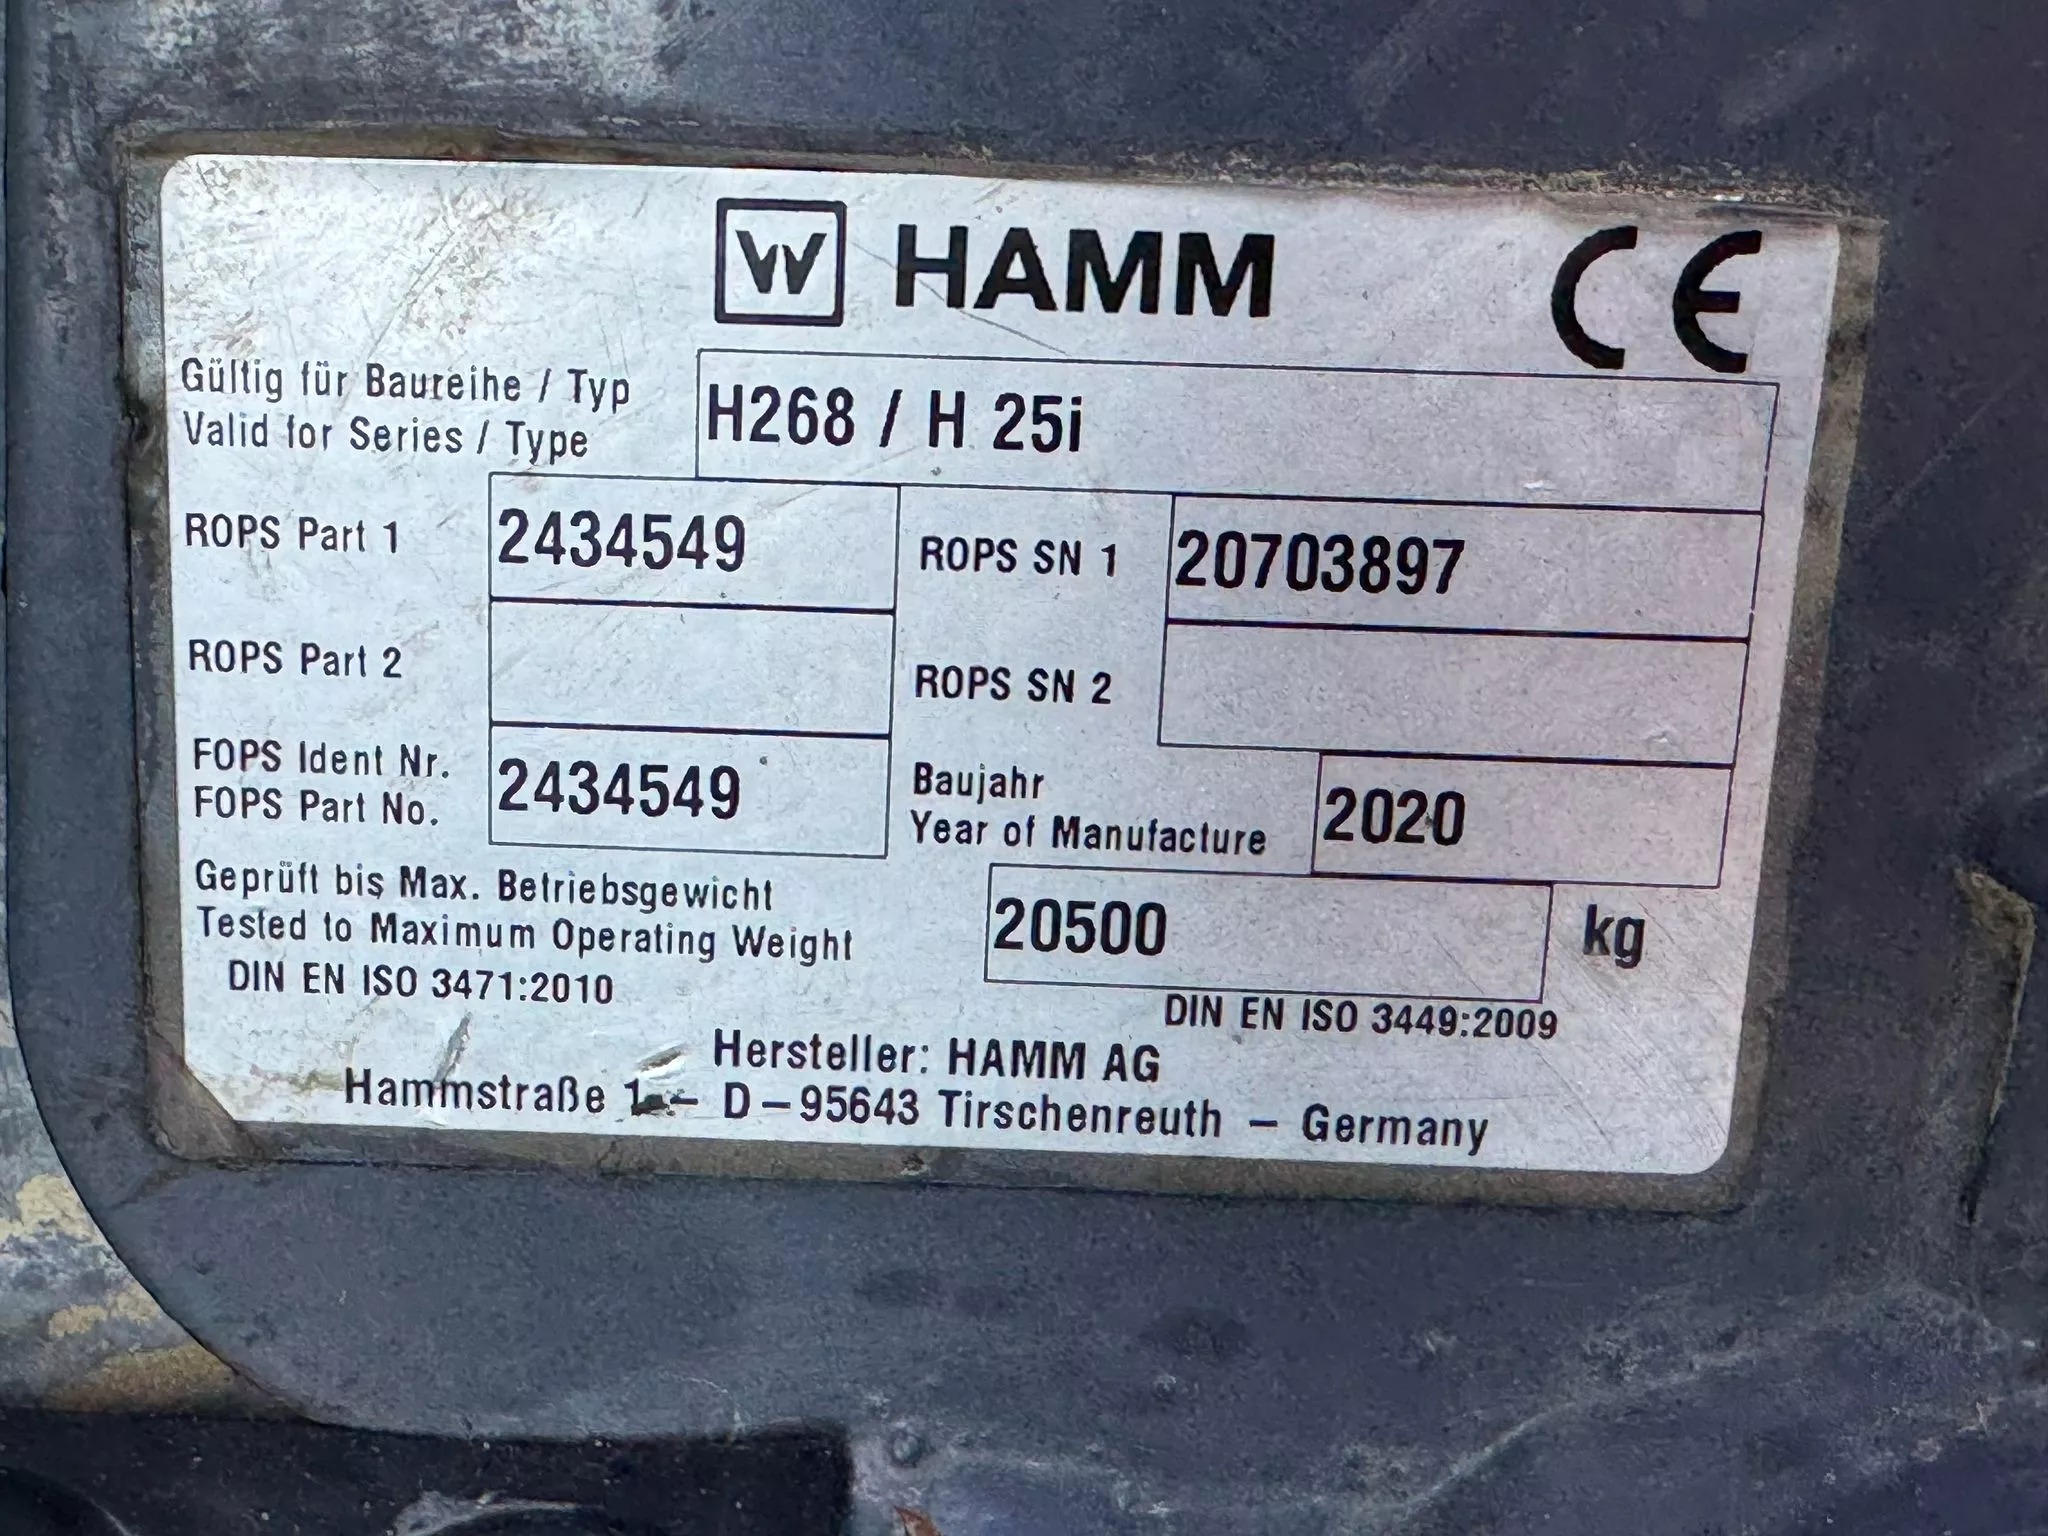 W HAMM CE
Gültig für Baureihe / Typ
Valid for Series / Type
H268 / H 25i
ROPS Part 1 2434549 ROPS SN 1 20703897
ROPS Part 2 ROPS SN 2
FOPS Ident Nr.
FOPS Part No.
2434549
Baujahr
Year of Manufacture
2020
Geprüft bis Max. Betriebsgewicht
Tested to Maximum Operating Weight
20500 kg
DIN EN ISO 3471:2010 DIN EN ISO 3449:2009
Hersteller: HAMM AG
Hammstraße 1 – D – 95643 Tirschenreuth – Germany